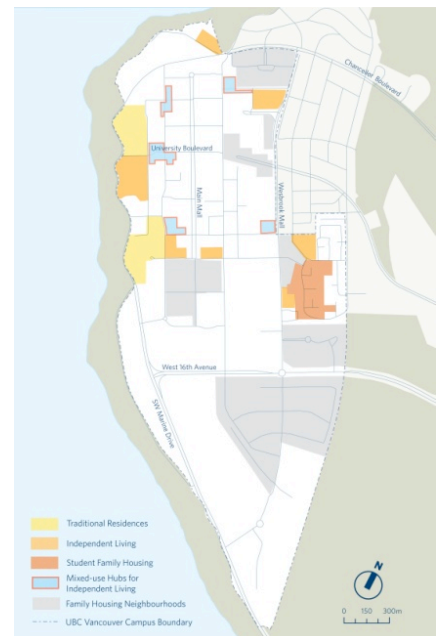 Chancellor Boulevard
University Boulevard
Main Mall
Wesbrook Mall
West 16th Avenue
SW Marine Drive
Traditional Residences
Independent Living
Student Family Housing
Mixed-use Hubs for
Independent Living
Family Housing Neighbourhoods
UBC Vancouver Campus Boundary
N
0 150 300m